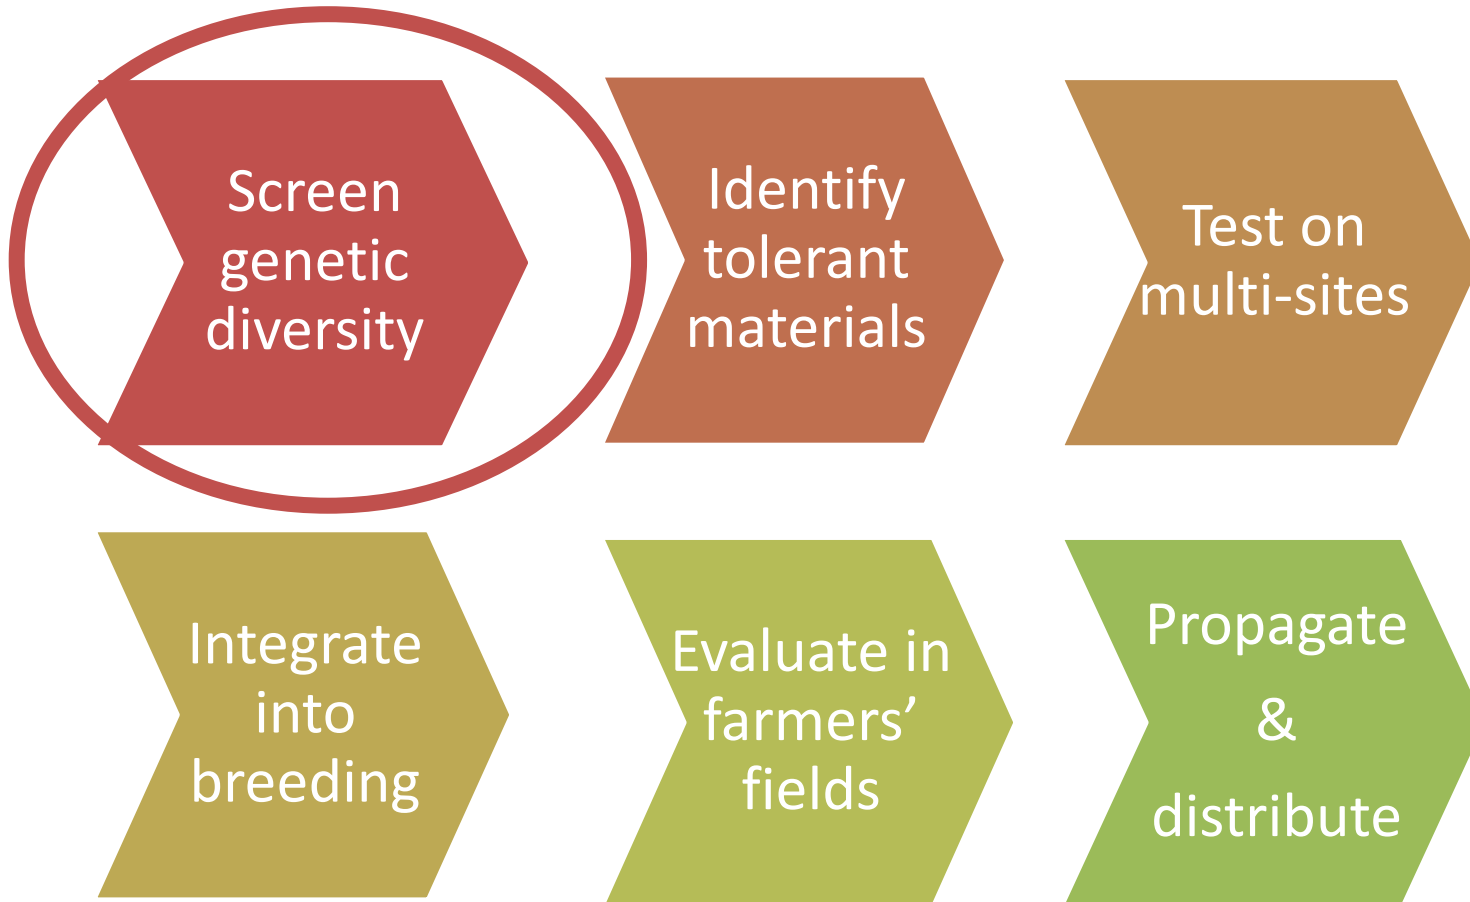 Screen
genetic
diversity
Identify
tolerant
materials
Test on
multi-sites
Integrate
into
breeding
Evaluate in
farmers’
fields
Propagate
&
distribute